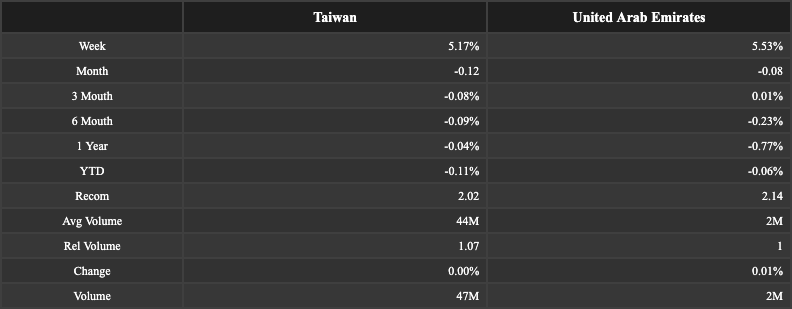 Taiwan United Arab Emirates
Week 5.17% 5.53%
Month -0.12 -0.08
3 Mouth -0.08% 0.01%
6 Mouth -0.09% -0.23%
1 Year -0.04% -0.77%
YTD -0.11% -0.06%
Recom 2.02 2.14
Avg Volume 44M 2M
Rel Volume 1.07 1
Change 0.00% 0.01%
Volume 47M 2M